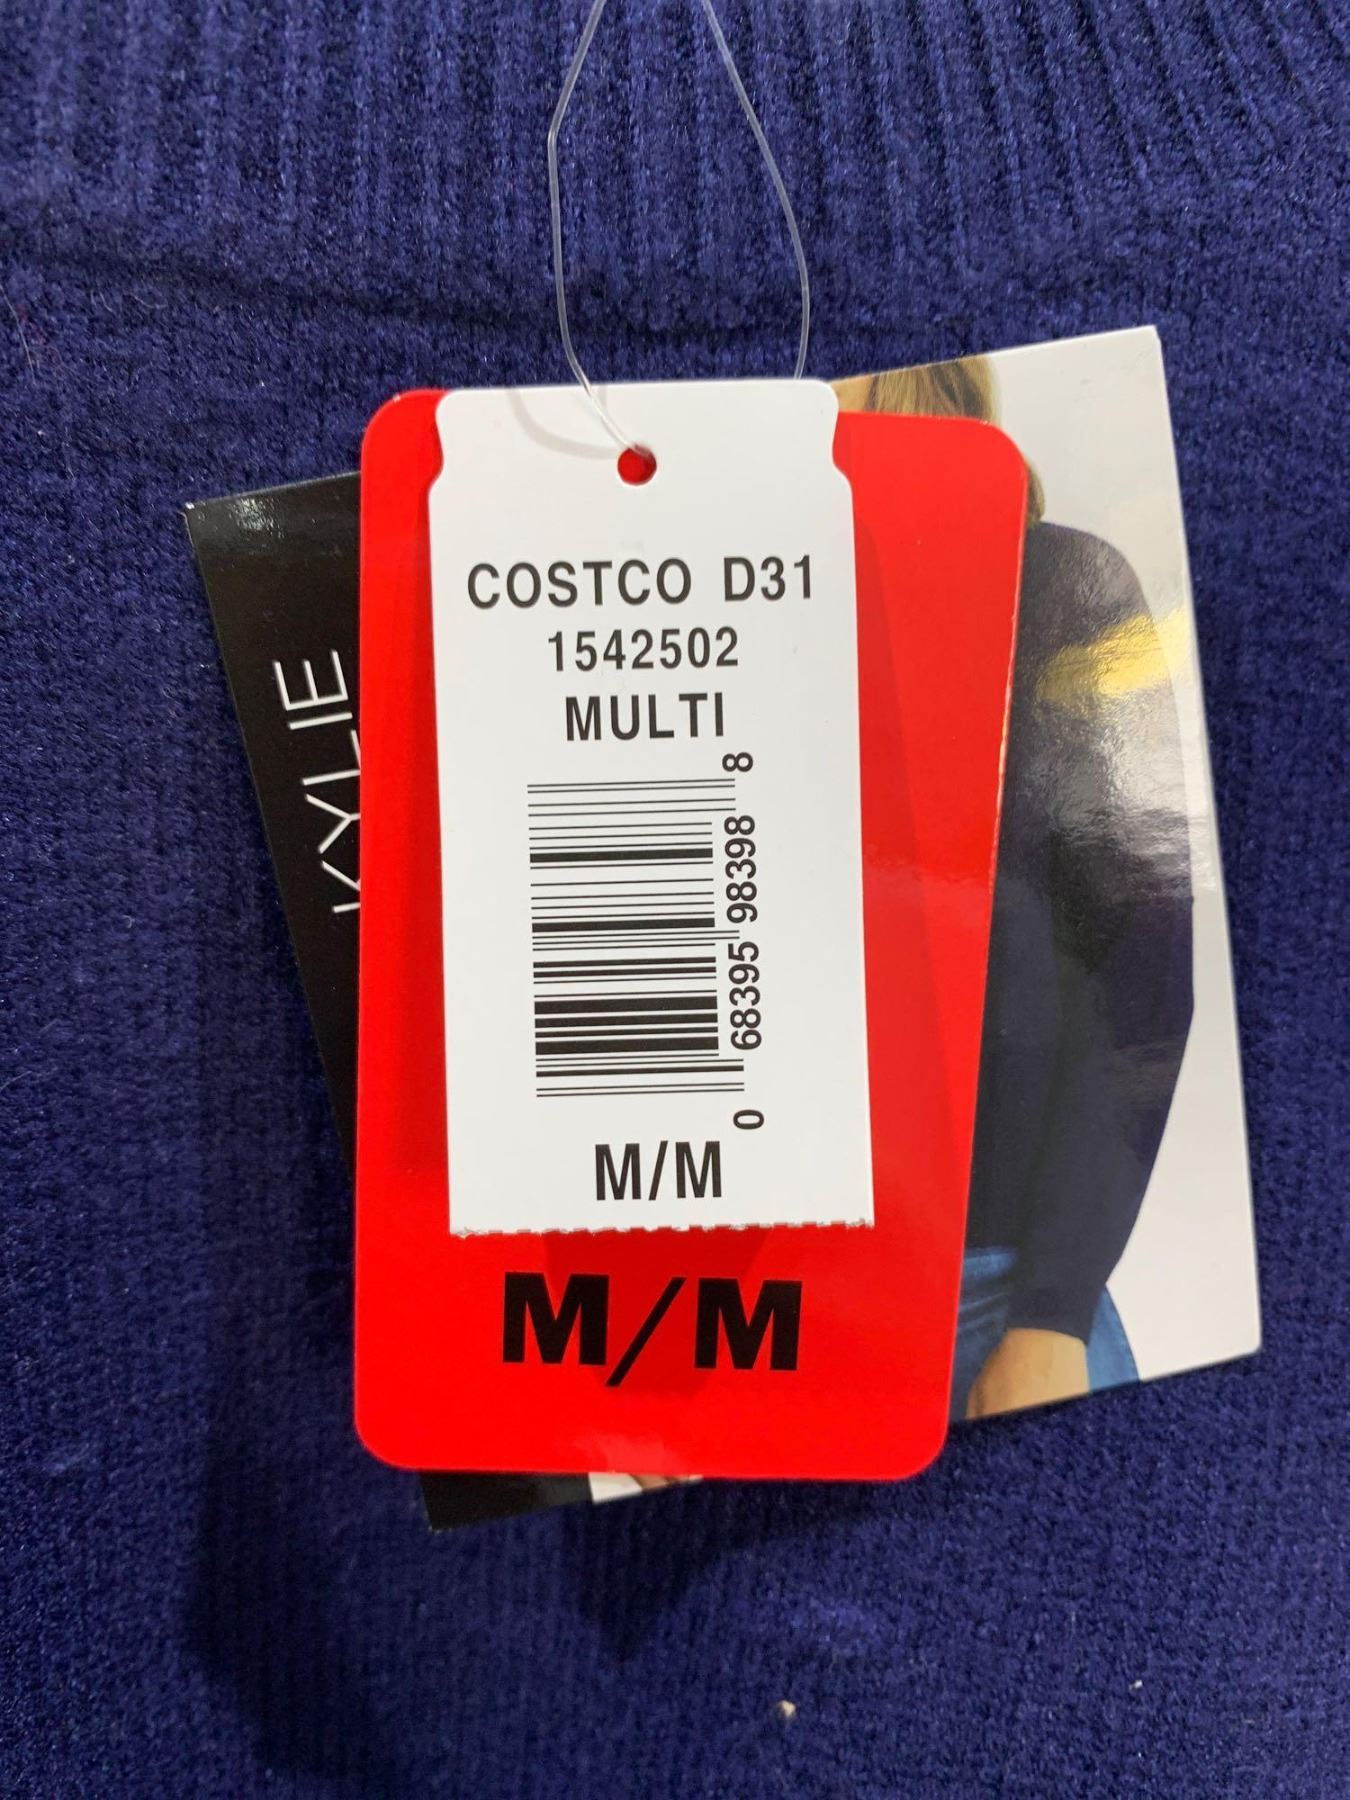 COSTCO D31
1542502
MULTI
0 68395 98398 8
M/M
M/M
KYLIE